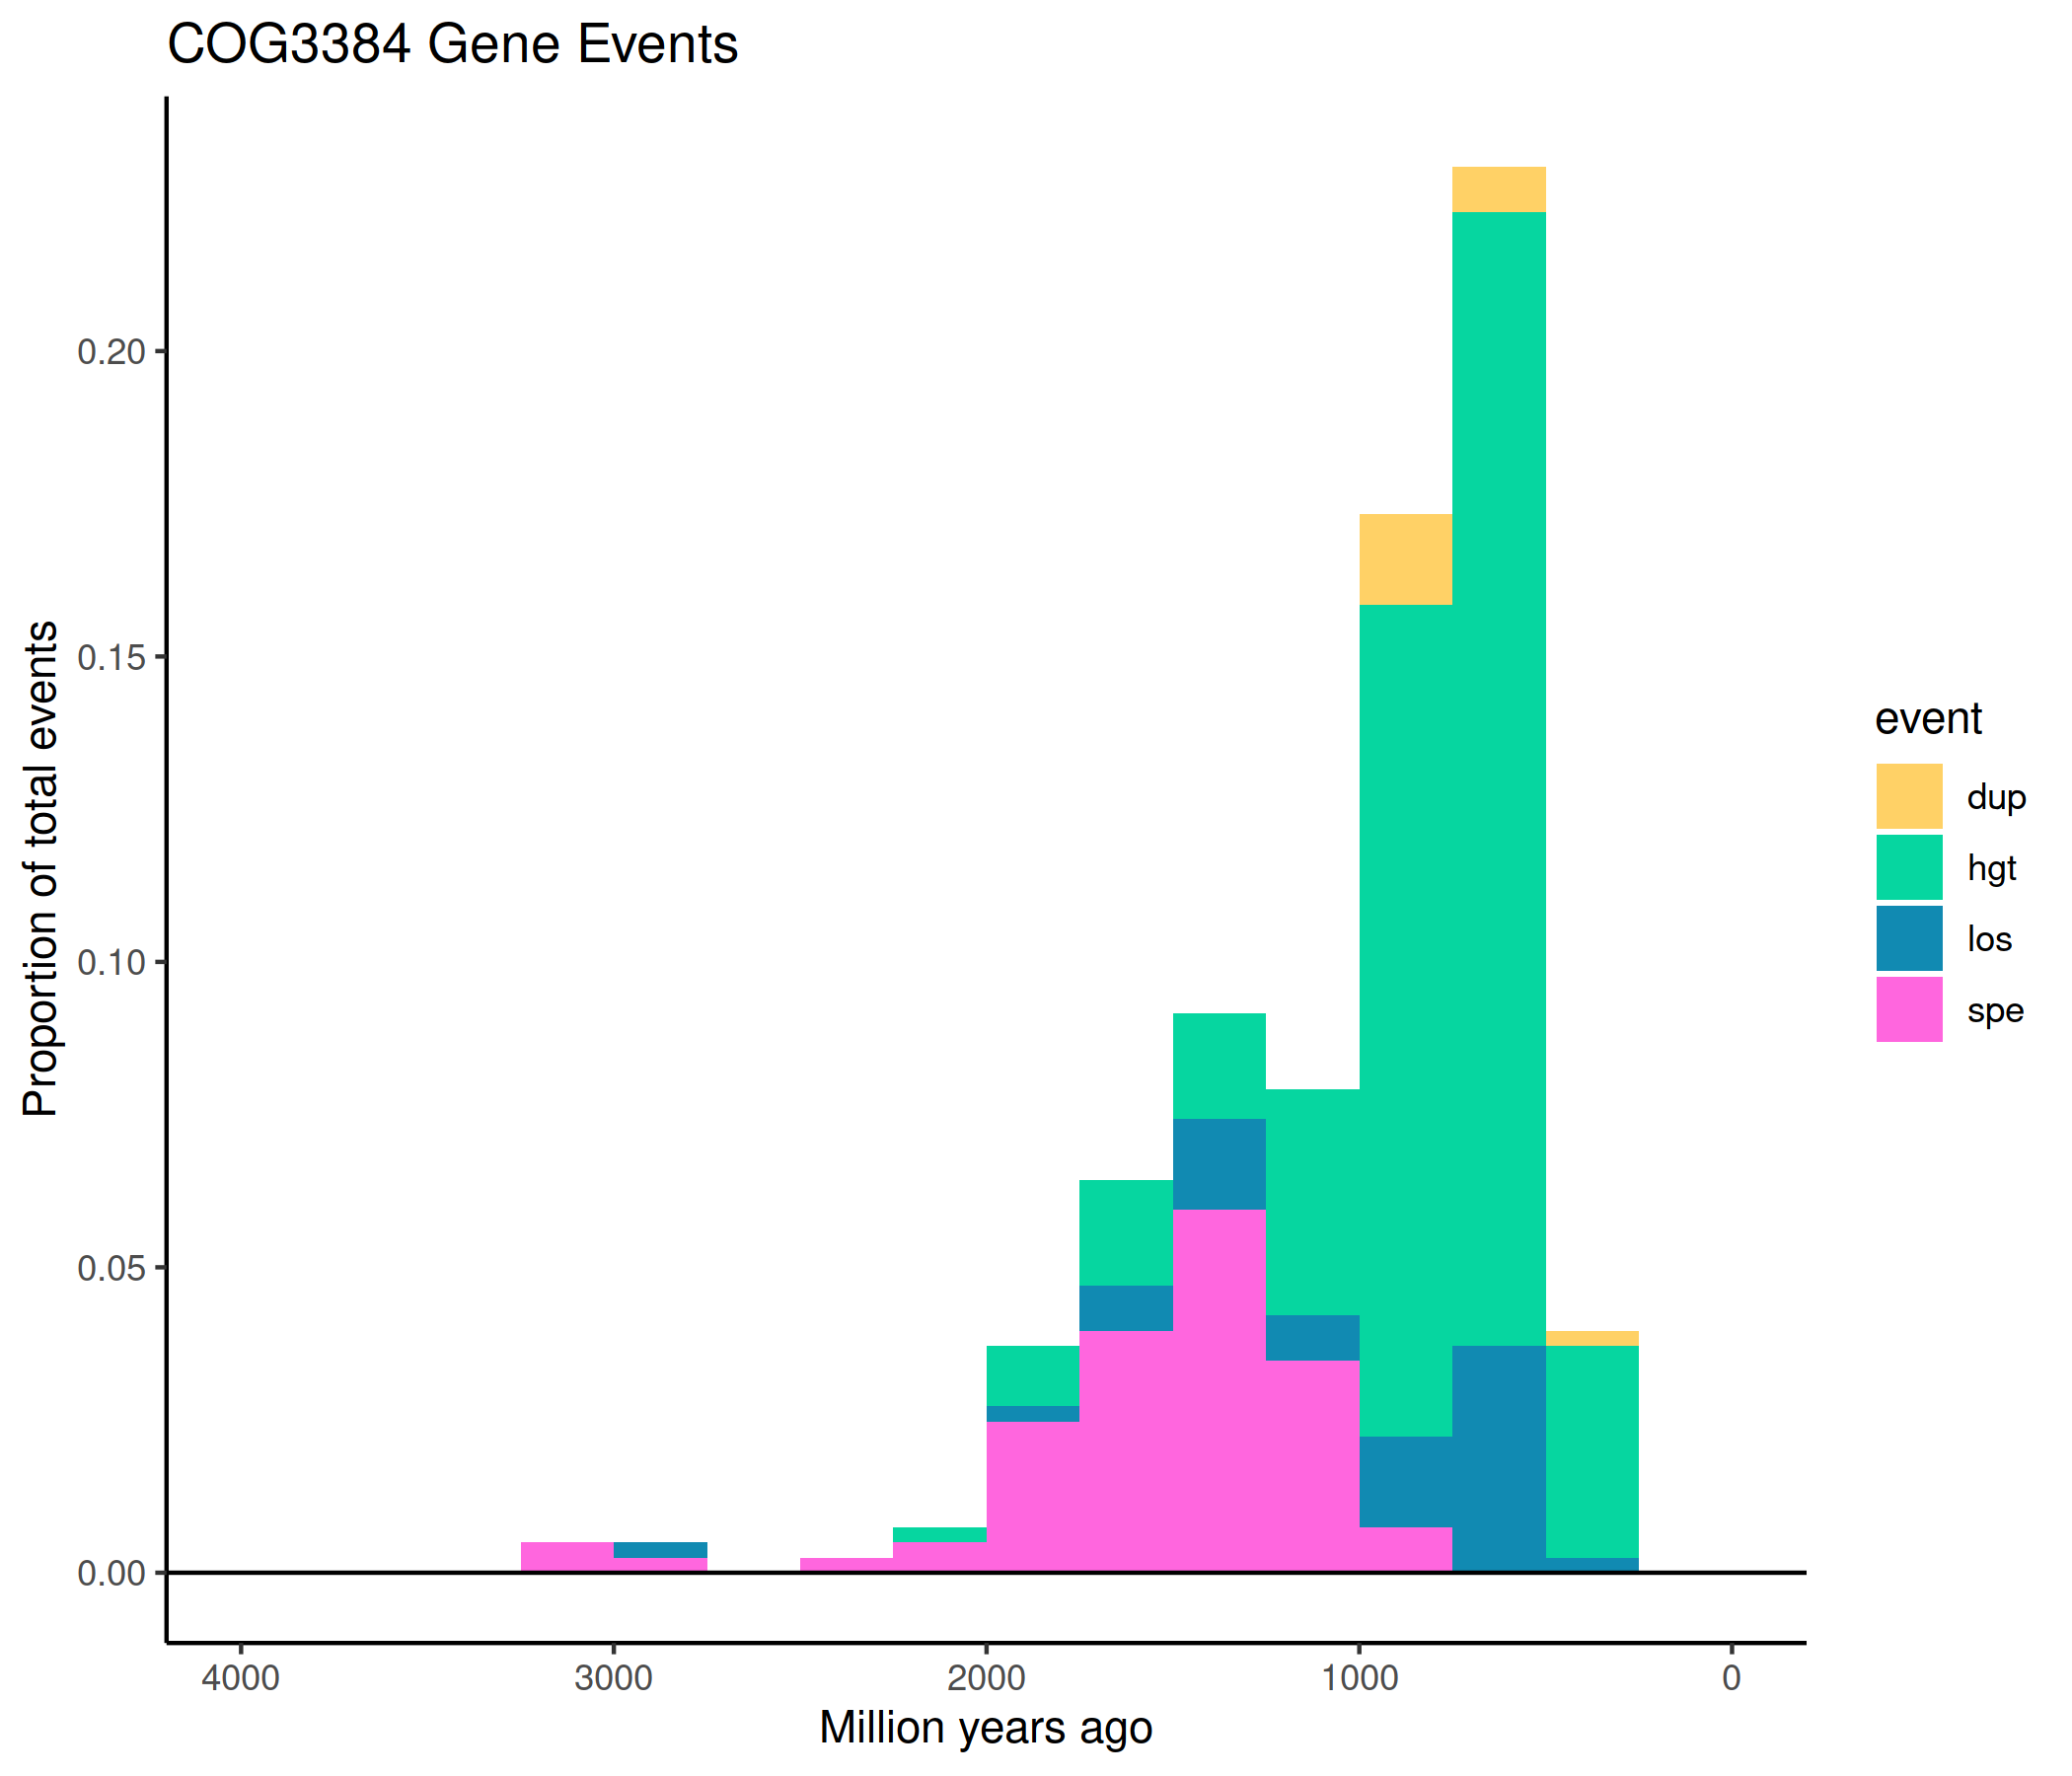 COG3384 Gene Events
Proportion of total events
0.20
0.15
0.10
0.05
0.00
4000 3000 2000 1000 0
Million years ago
event
dup
hgt
los
spe